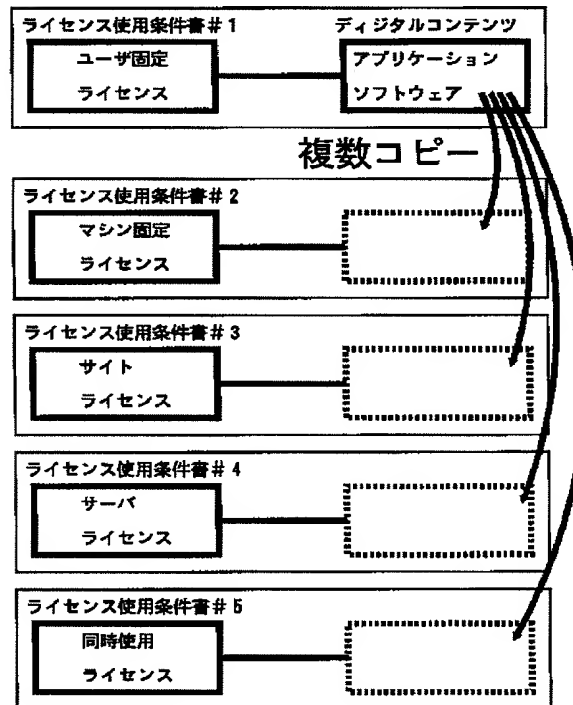 ライセンス使用条件書＃1
ディジタルコンテンツ
ユーザ固定
ライセンス
アプリケーション
ソフトウェア
複数コピー
ライセンス使用条件書＃2
マシン固定
ライセンス
ライセンス使用条件書＃3
サイト
ライセンス
ライセンス使用条件書＃4
サーバ
ライセンス
ライセンス使用条件書＃5
同時使用
ライセンス